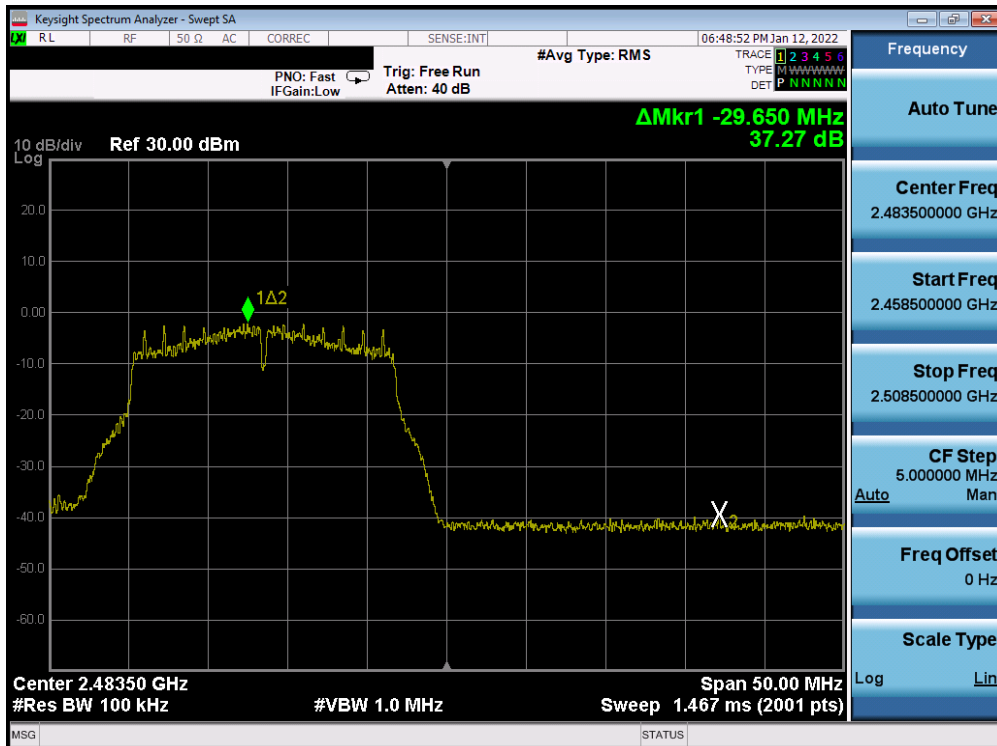 Keysight Spectrum Analyzer - Swept SA
LXI RL RF 50 Ω AC CORREC SENSE:INT 06:48:52 PM Jan 12, 2022
Frequency
#Avg Type: RMS
TRACE 1 2 3 4 5 6
PNO: Fast Trig: Free Run TYPE M W W W W W
IFGain:Low Atten: 40 dB DET P N N N N N
Auto Tune
ΔMkr1 -29.650 MHz
37.27 dB
10 dB/div Ref 30.00 dBm
Log
20.0
10.0
0.00
-10.0
-20.0
-30.0
-40.0
-50.0
-60.0
1Δ2
X2
Center Freq
2.483500000 GHz
Start Freq
2.458500000 GHz
Stop Freq
2.508500000 GHz
CF Step
5.000000 MHz
Auto Man
Freq Offset
0 Hz
Scale Type
Log Lin
Center 2.48350 GHz Span 50.00 MHz
#Res BW 100 kHz #VBW 1.0 MHz Sweep 1.467 ms (2001 pts)
MSG STATUS